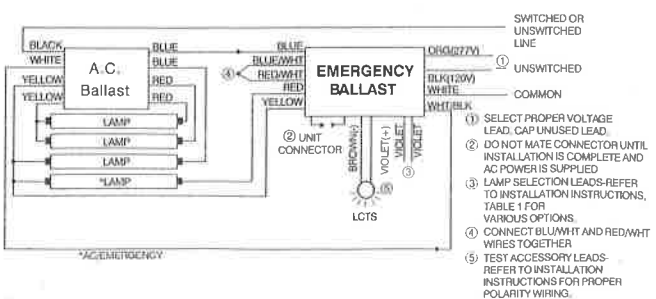 SWITCHED OR
UNSWITCHED
LINE
BLACK
WHITE
YELLOW
YELLOW
A.C.
Ballast
BLUE
BLUE
RED
RED
LAMP
LAMP
LAMP
*LAMP
*AC/EMERGENCY
BLUE
BLUE/WHT
④ RED/WHT
RED
YELLOW
EMERGENCY
BALLAST
ORG(277V)
①
BLK(120V)
UNSWITCHED
WHITE
COMMON
WHT/BLK
② UNIT
CONNECTOR
BROWN(-)
VIOLET(+)
VIOLET
VIOLET
③
⑤
LCTS
① SELECT PROPER VOLTAGE
LEAD, CAP UNUSED LEAD.
② DO NOT MATE CONNECTOR UNTIL
INSTALLATION IS COMPLETE AND
AC POWER IS SUPPLIED
③ LAMP SELECTION LEADS-REFER
TO INSTALLATION INSTRUCTIONS,
TABLE 1 FOR
VARIOUS OPTIONS.
④ CONNECT BLU/WHT AND RED/WHT
WIRES TOGETHER
⑤ TEST ACCESSORY LEADS-
REFER TO INSTALLATION
INSTRUCTIONS FOR PROPER
POLARITY WIRING.